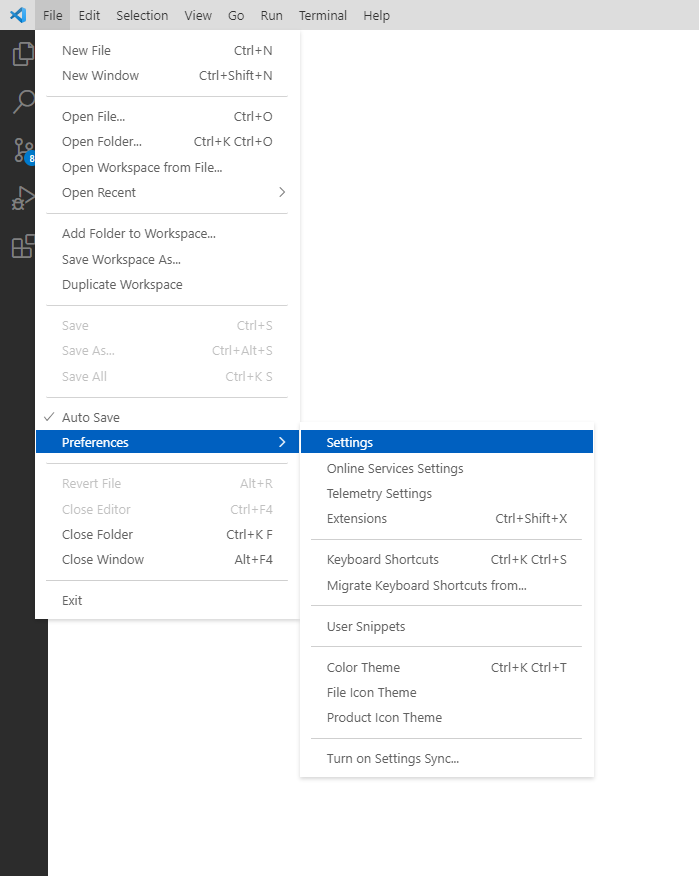 File Edit Selection View Go Run Terminal Help
New File Ctrl+N
New Window Ctrl+Shift+N
Open File... Ctrl+O
Open Folder... Ctrl+K Ctrl+O
Open Workspace from File...
Open Recent
Add Folder to Workspace...
Save Workspace As...
Duplicate Workspace
Save Ctrl+S
Save As... Ctrl+Alt+S
Save All Ctrl+K S
Auto Save
Preferences
Revert File Alt+R
Close Editor Ctrl+F4
Close Folder Ctrl+K F
Close Window Alt+F4
Exit
Settings
Online Services Settings
Telemetry Settings
Extensions Ctrl+Shift+X
Keyboard Shortcuts Ctrl+K Ctrl+S
Migrate Keyboard Shortcuts from...
User Snippets
Color Theme Ctrl+K Ctrl+T
File Icon Theme
Product Icon Theme
Turn on Settings Sync...
8